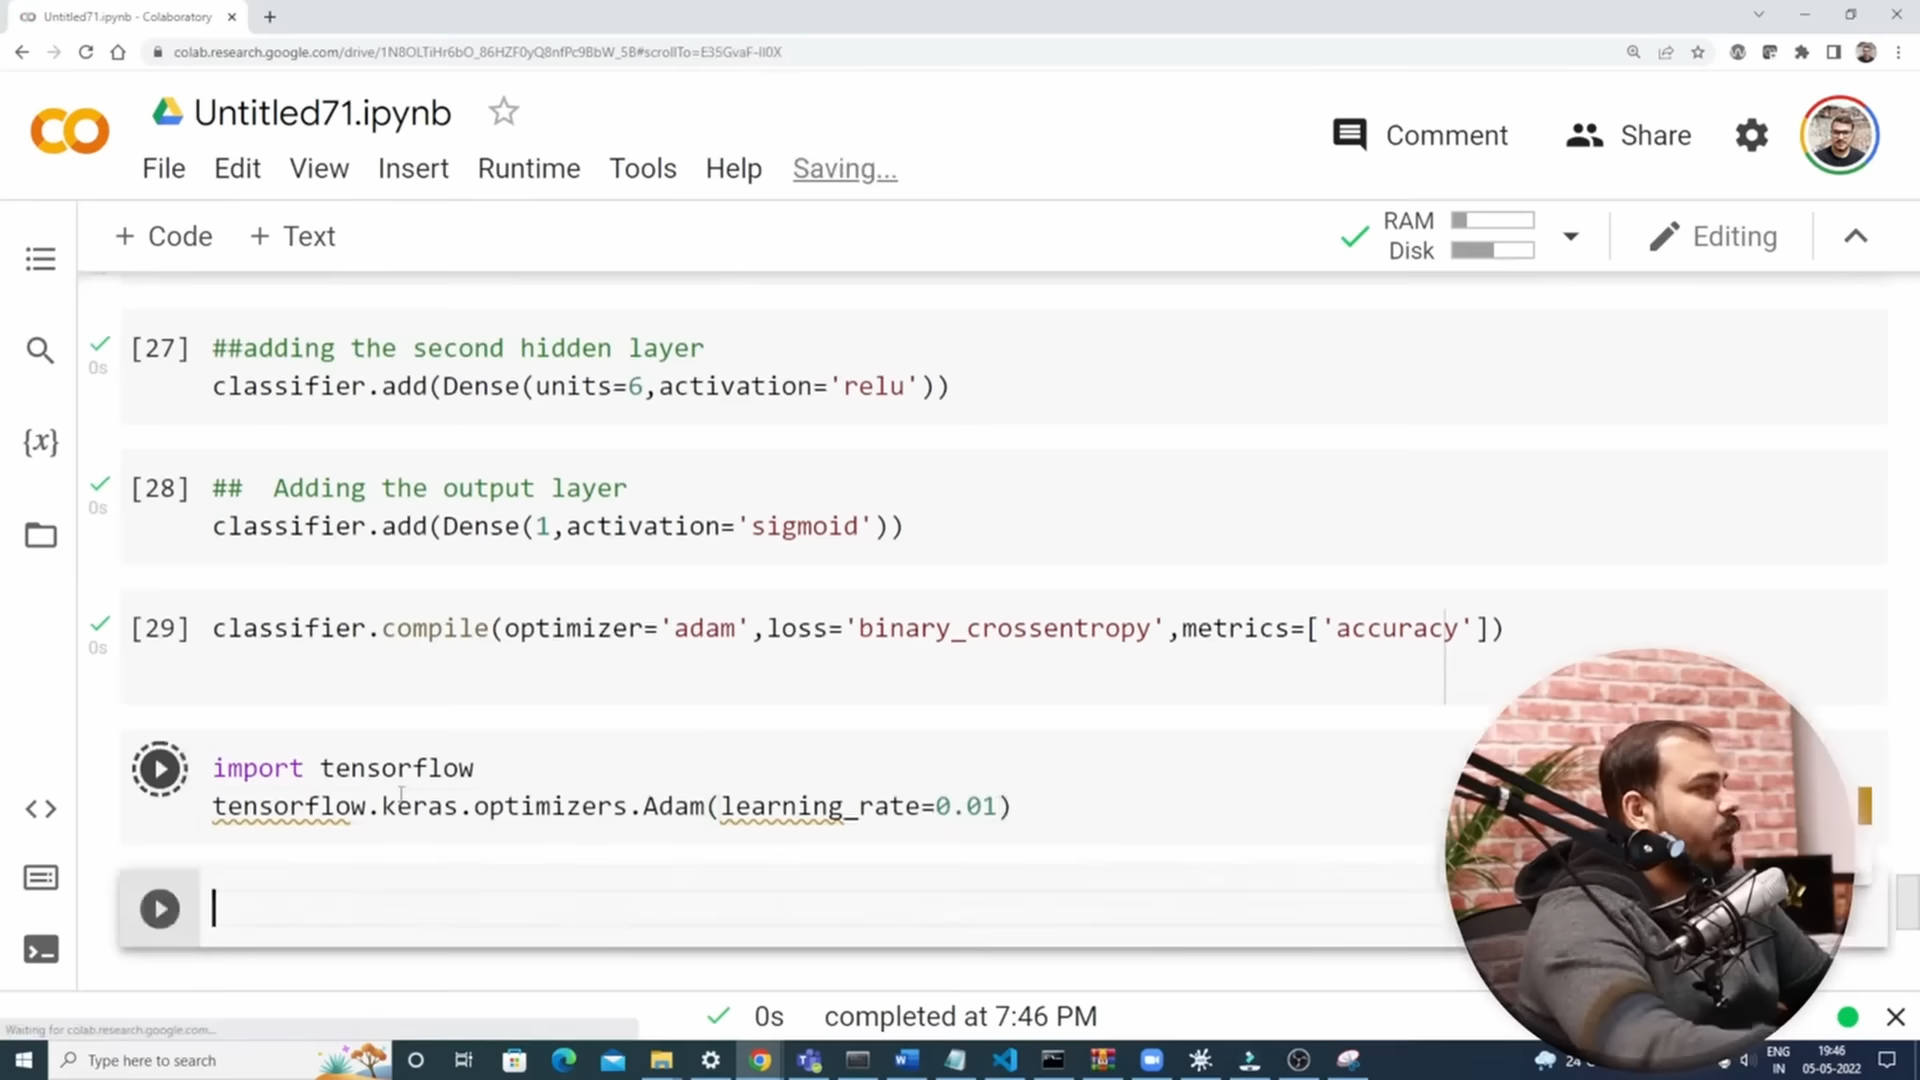 Untitled71.ipynb - Colaboratory
colab.research.google.com/drive/1N8OLTiHr6bO_86HZF0yQ8nfPc9BbW_5B#scrollTo=E35GvaF-II0X
Untitled71.ipynb
Comment
Share
File Edit View Insert Runtime Tools Help Saving...
+ Code + Text
RAM
Disk
Editing
[27] ##adding the second hidden layer
0s
classifier.add(Dense(units=6,activation='relu'))
[28] ##  Adding the output layer
0s
classifier.add(Dense(1,activation='sigmoid'))
[29] classifier.compile(optimizer='adam',loss='binary_crossentropy',metrics=['accuracy'])
0s
import tensorflow
tensorflow.keras.optimizers.Adam(learning_rate=0.01)
{x}
0s completed at 7:46 PM
Waiting for colab.research.google.com...
Type here to search
24
ENG
IN
19:46
05-05-2022